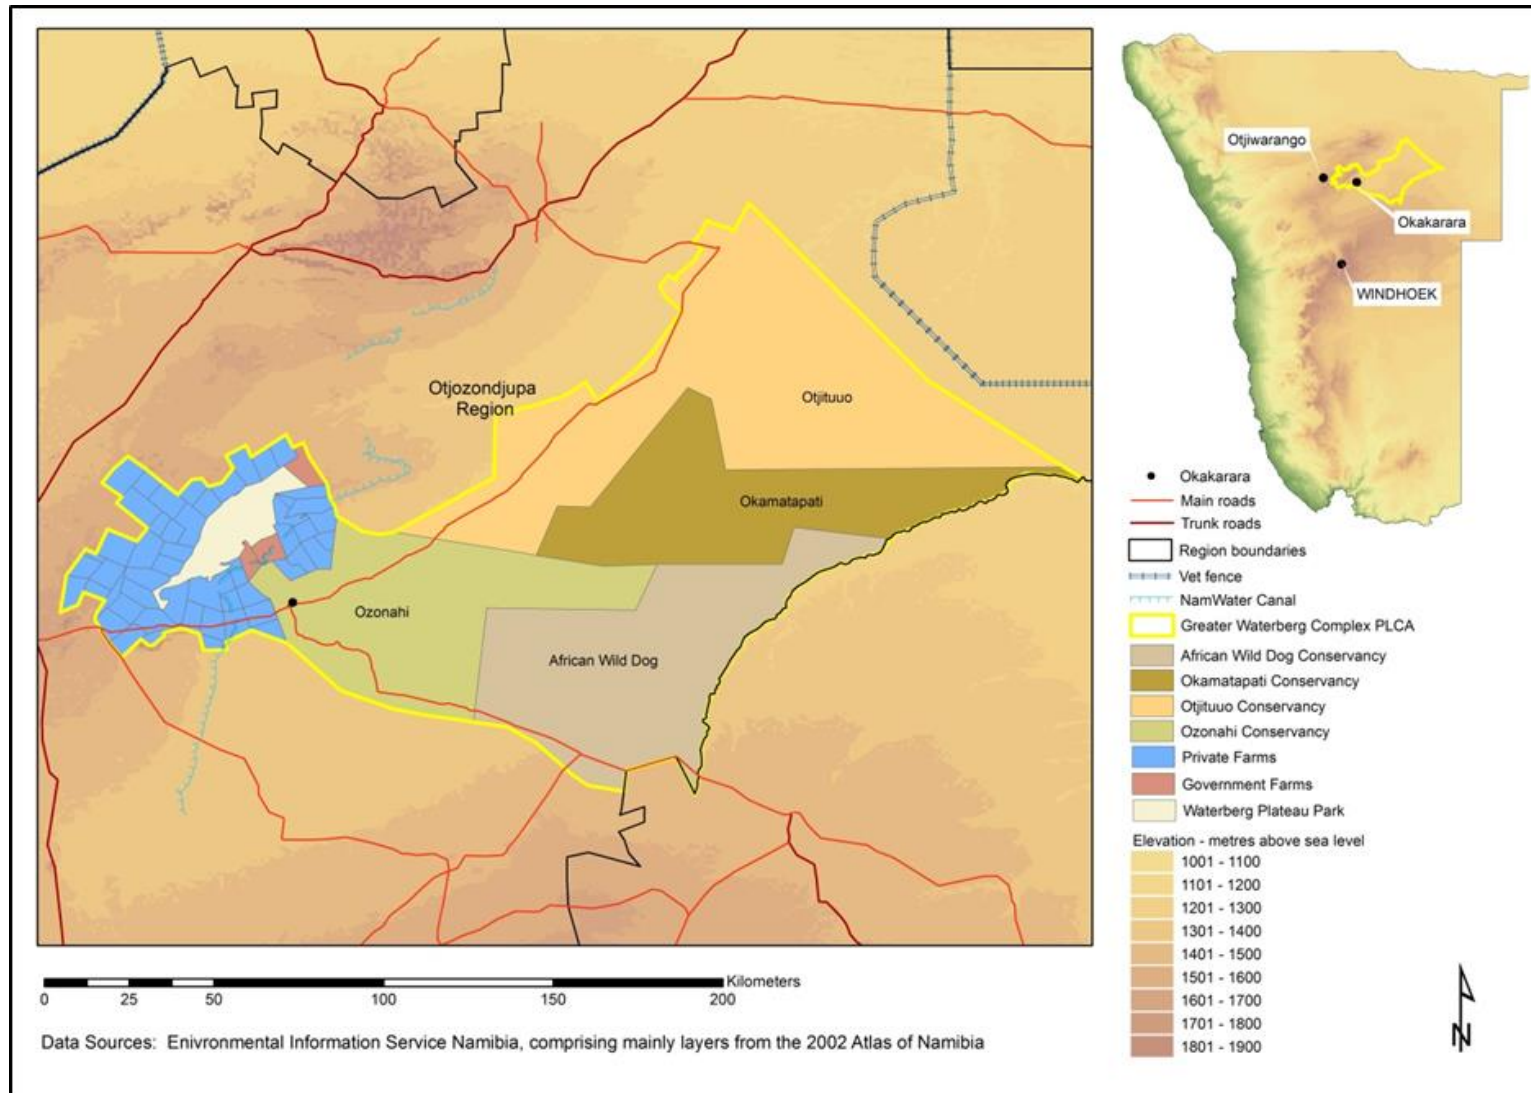 Otjozondjupa
Region
Otjituuo
Okamatapati
Ozonahi
African Wild Dog
Otjiwarango
Okakarara
WINDHOEK
Okakarara
Main roads
Trunk roads
Region boundaries
Vet fence
NamWater Canal
Greater Waterberg Complex PLCA
African Wild Dog Conservancy
Okamatapati Conservancy
Otjituuo Conservancy
Ozonahi Conservancy
Private Farms
Government Farms
Waterberg Plateau Park
Elevation - metres above sea level
1001 - 1100
1101 - 1200
1201 - 1300
1301 - 1400
1401 - 1500
1501 - 1600
1601 - 1700
1701 - 1800
1801 - 1900
N
Kilometers
0 25 50 100 150 200
Data Sources: Enivronmental Information Service Namibia, comprising mainly layers from the 2002 Atlas of Namibia